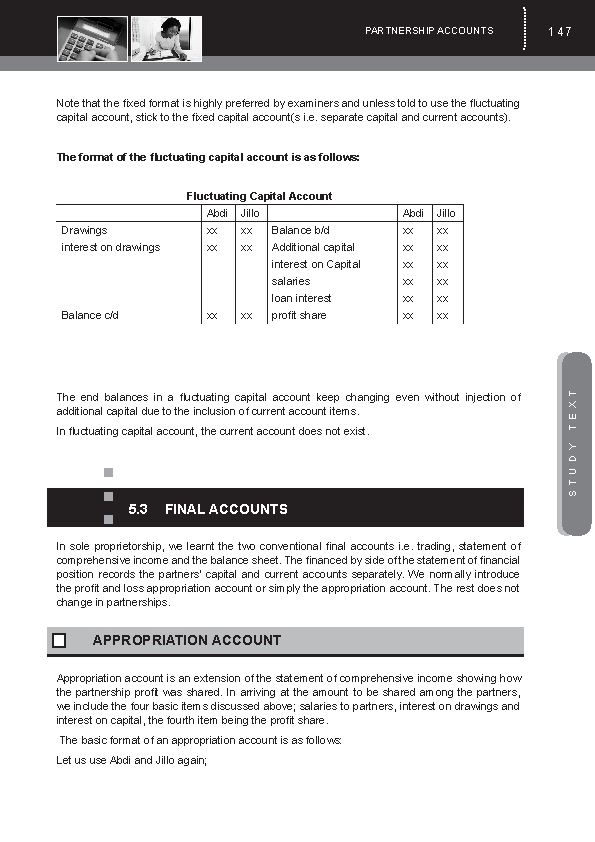 PARTNERSHIP ACCOUNTS 147
Note that the fixed format is highly preferred by examiners and unless told to use the fluctuating
capital account, stick to the fixed capital account(s i.e. separate capital and current accounts).
The format of the fluctuating capital account is as follows:
Fluctuating Capital Account
Abdi Jillo Abdi Jillo
Drawings xx xx Balance b/d xx xx
interest on drawings xx xx Additional capital xx xx
interest on Capital xx xx
salaries xx xx
loan interest xx xx
Balance c/d xx xx profit share xx xx
The end balances in a fluctuating capital account keep changing even without injection of
additional capital due to the inclusion of current account items.
In fluctuating capital account, the current account does not exist.
STUDY TEXT
5.3 FINAL ACCOUNTS
In sole proprietorship, we learnt the two conventional final accounts i.e. trading, statement of
comprehensive income and the balance sheet. The financed by side of the statement of financial
position records the partners' capital and current accounts separately. We normally introduce
the profit and loss appropriation account or simply the appropriation account. The rest does not
change in partnerships.
APPROPRIATION ACCOUNT
Appropriation account is an extension of the statement of comprehensive income showing how
the partnership profit was shared. In arriving at the amount to be shared among the partners,
we include the four basic items discussed above; salaries to partners, interest on drawings and
interest on capital, the fourth item being the profit share.
The basic format of an appropriation account is as follows:
Let us use Abdi and Jillo again;